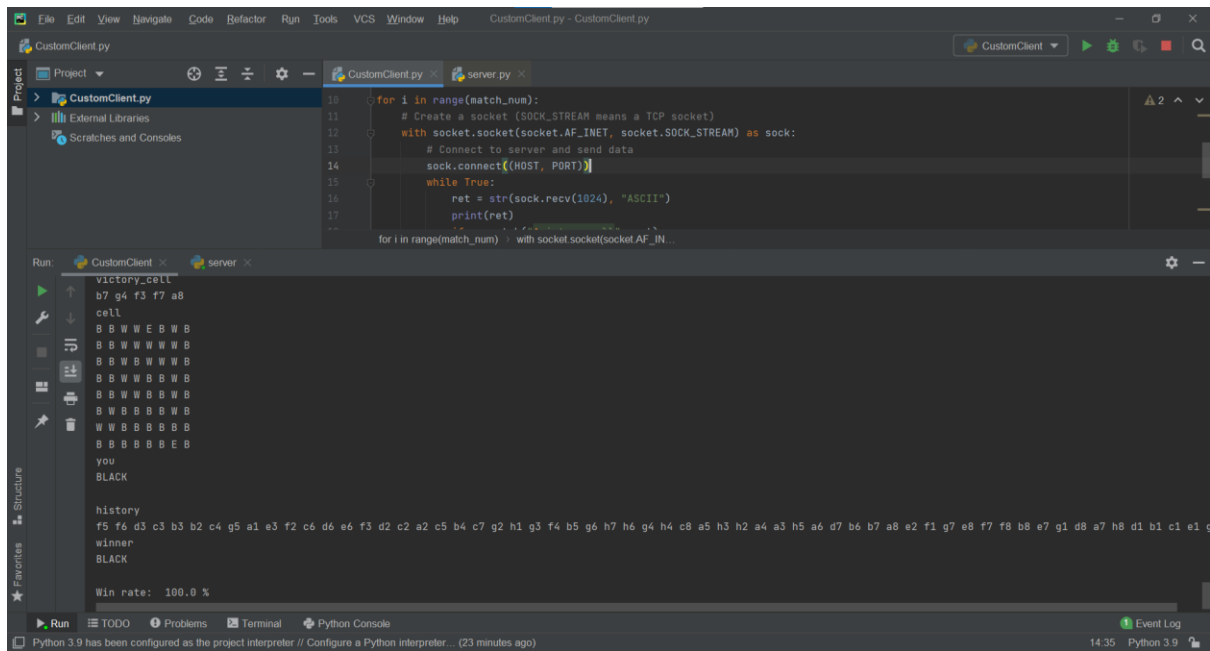 File Edit View Navigate Code Refactor Run Tools VCS Window Help CustomClient.py - CustomClient.py
CustomClient.py CustomClient
Project CustomClient.py server.py
Project
CustomClient.py
External Libraries
Scratches and Consoles
10 for i in range(match_num):
11 # Create a socket (SOCK_STREAM means a TCP socket)
12 with socket.socket(socket.AF_INET, socket.SOCK_STREAM) as sock:
13 # Connect to server and send data
14 sock.connect((HOST, PORT))
15 while True:
16 ret = str(sock.recv(1024), "ASCII")
17 print(ret)
2
for i in range(match_num) › with socket.socket(socket.AF_IN...
Run: CustomClient server
victory_cell
b7 g4 f3 f7 a8
cell
B B W W E B W B
B B W W W W W B
B B W B W W W B
B B W W B B W B
B B W W B B W B
B W B B B B W B
W W B B B B B B
B B B B B B E B
you
BLACK
history
f5 f6 d3 c3 b3 b2 c4 g5 a1 e3 f2 c6 d6 e6 f3 d2 c2 a2 c5 b4 c7 g2 h1 g3 f4 b5 g6 h7 h6 g4 h4 c8 a5 h3 h2 a4 a3 h5 a6 d7 b6 b7 a8 e2 f1 g7 e8 f7 f8 b8 e7 g1 d8 a7 h8 d1 b1 c1 e1
winner
BLACK
Win rate: 100.0 %
Structure
Favorites
Run TODO Problems Terminal Python Console 1 Event Log
Python 3.9 has been configured as the project interpreter // Configure a Python interpreter... (23 minutes ago) 14:35 Python 3.9